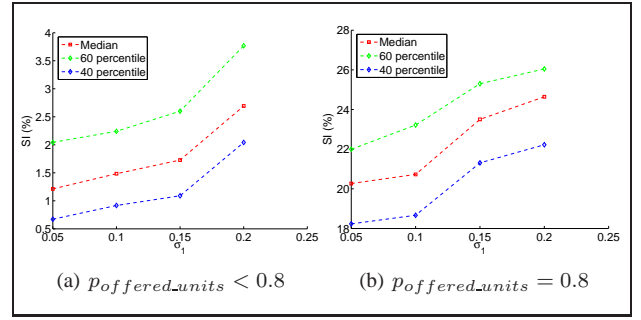 4
3.5
3
2.5
2
1.5
1
0.5
SI (%)
Median
60 percentile
40 percentile
0.05 0.1 0.15 0.2 0.25
σ1
(a) p_offered_units < 0.8
28
26
24
22
20
18
SI (%)
Median
60 percentile
40 percentile
0.05 0.1 0.15 0.2 0.25
σ1
(b) p_offered_units = 0.8